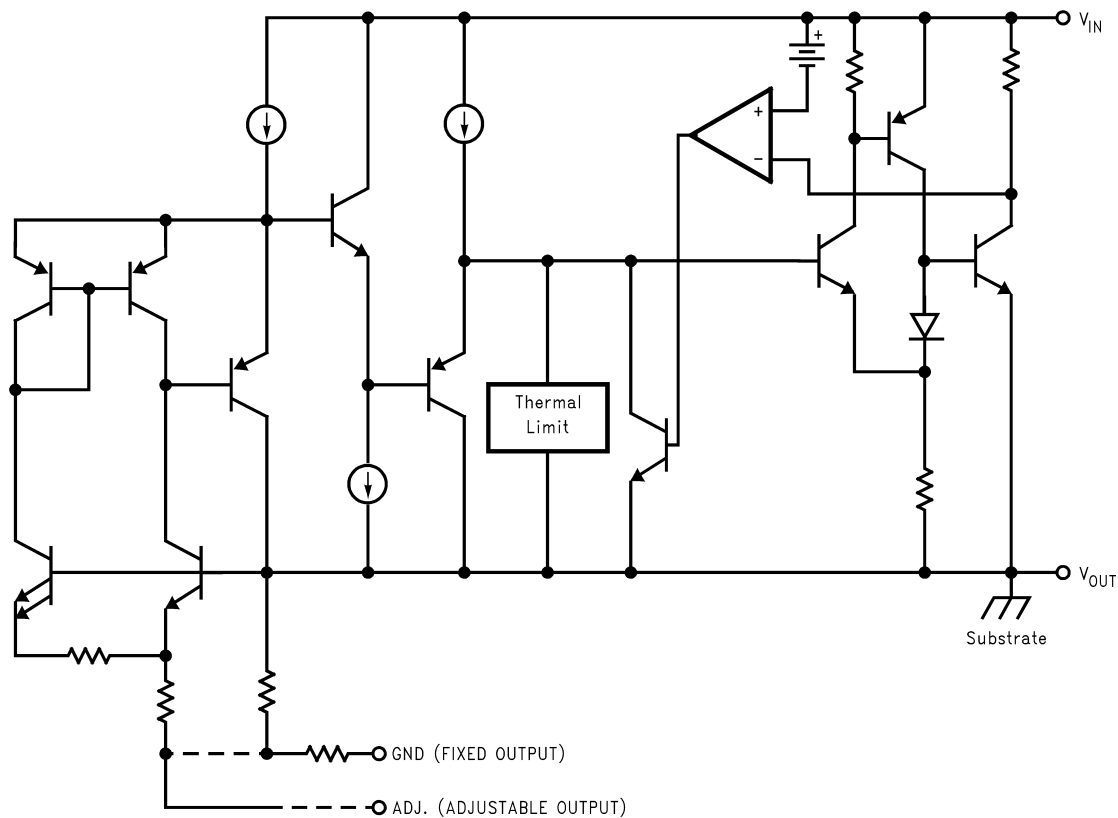 V_IN
+
+
−
Thermal
Limit
V_OUT
Substrate
GND (FIXED OUTPUT)
ADJ. (ADJUSTABLE OUTPUT)